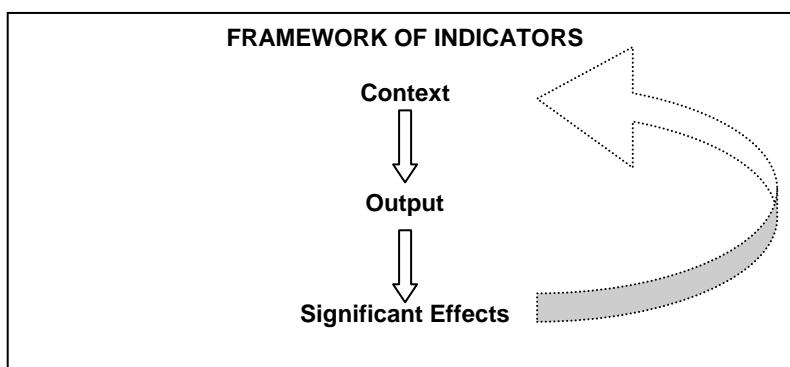 FRAMEWORK OF INDICATORS
Context
Output
Significant Effects